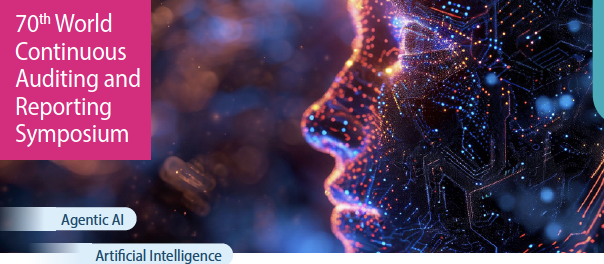 70th World
Continuous
Auditing and
Reporting
Symposium
Agentic AI
Artificial Intelligence